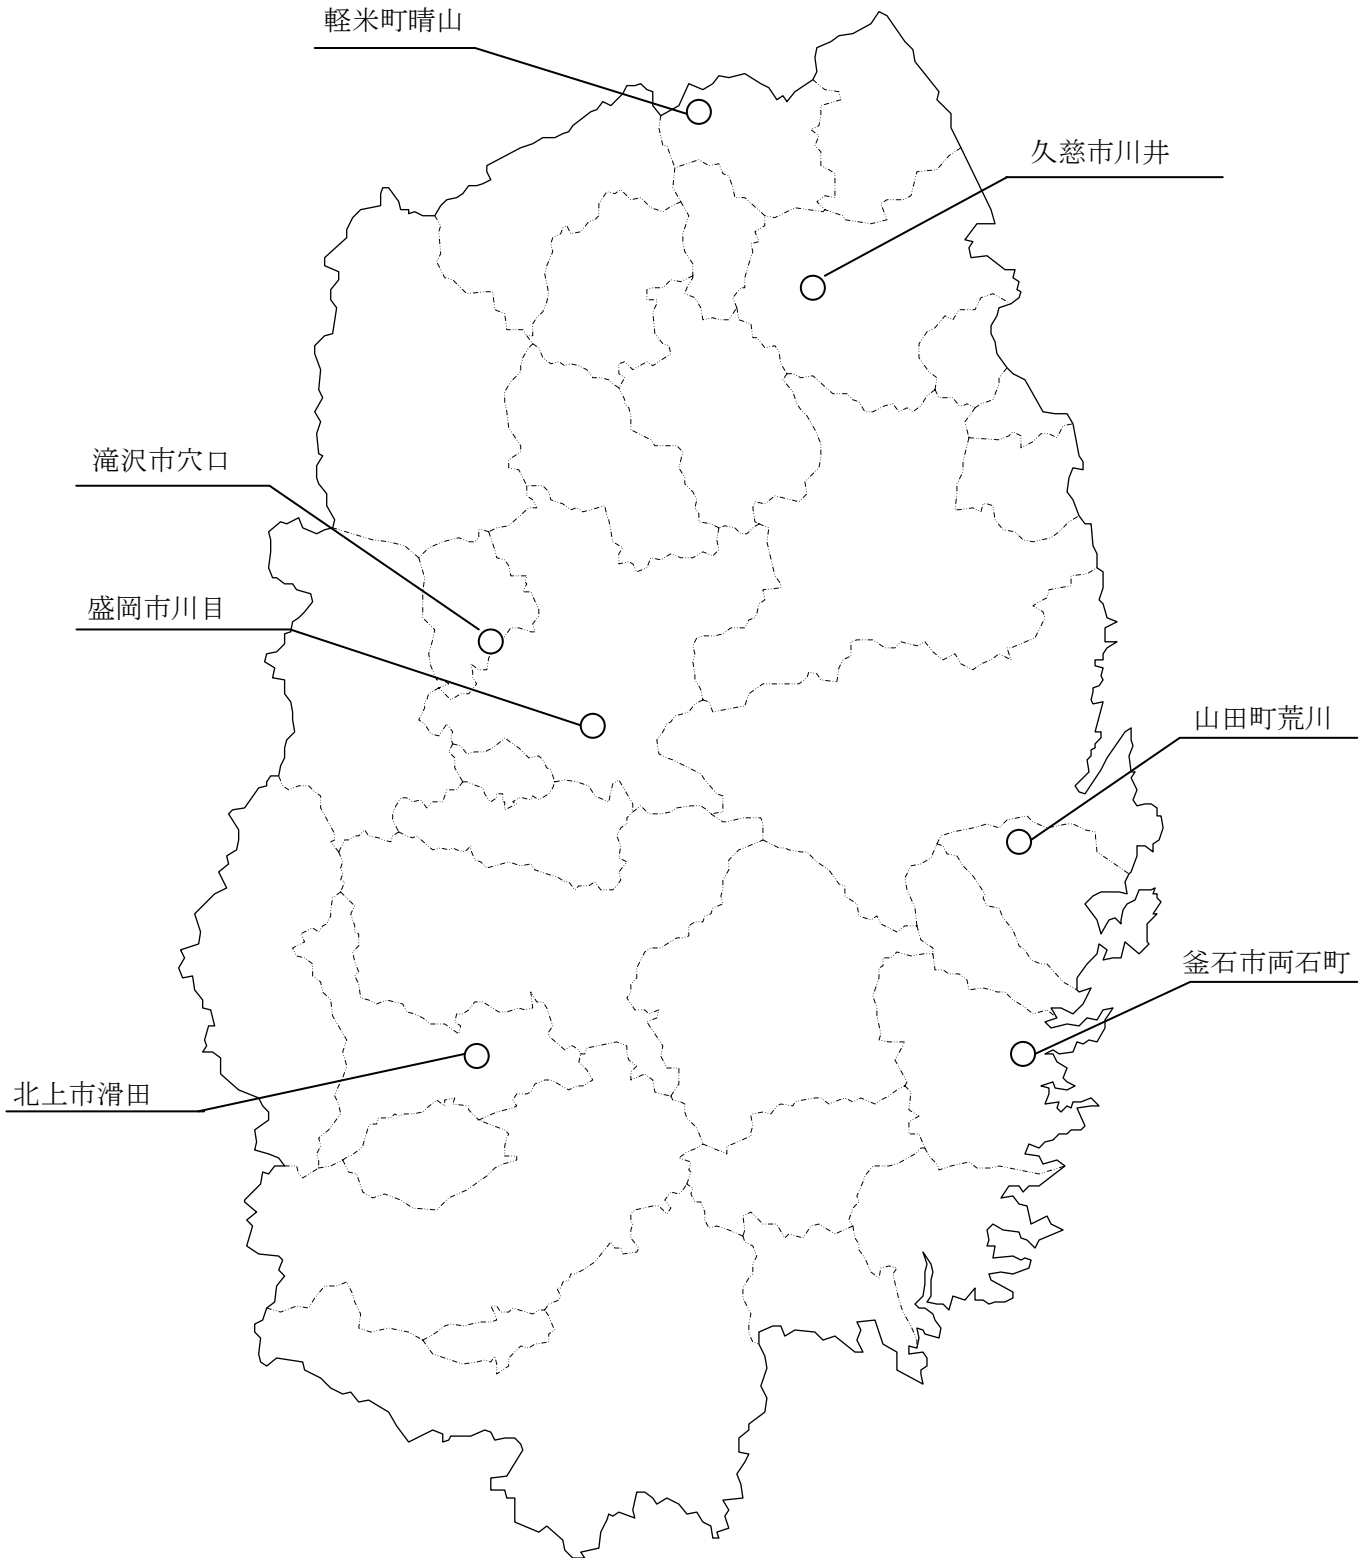 軽米町晴山
久慈市川井
滝沢市穴口
盛岡市川目
山田町荒川
釜石市両石町
北上市滑田